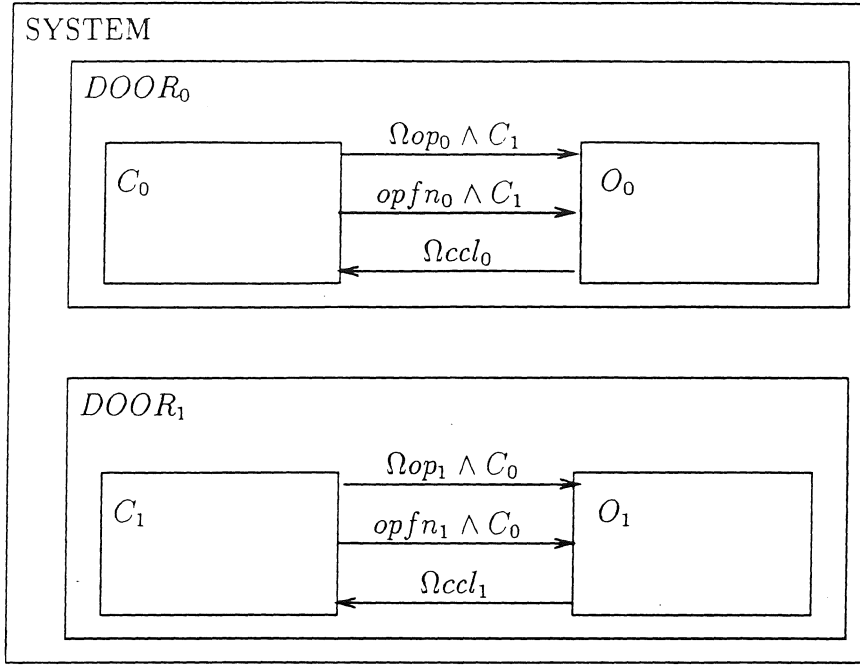 SYSTEM
DOOR₀
Ωop₀ ∧ C₁
C₀
O₀
opfn₀ ∧ C₁
Ωccl₀
DOOR₁
Ωop₁ ∧ C₀
C₁
O₁
opfn₁ ∧ C₀
Ωccl₁